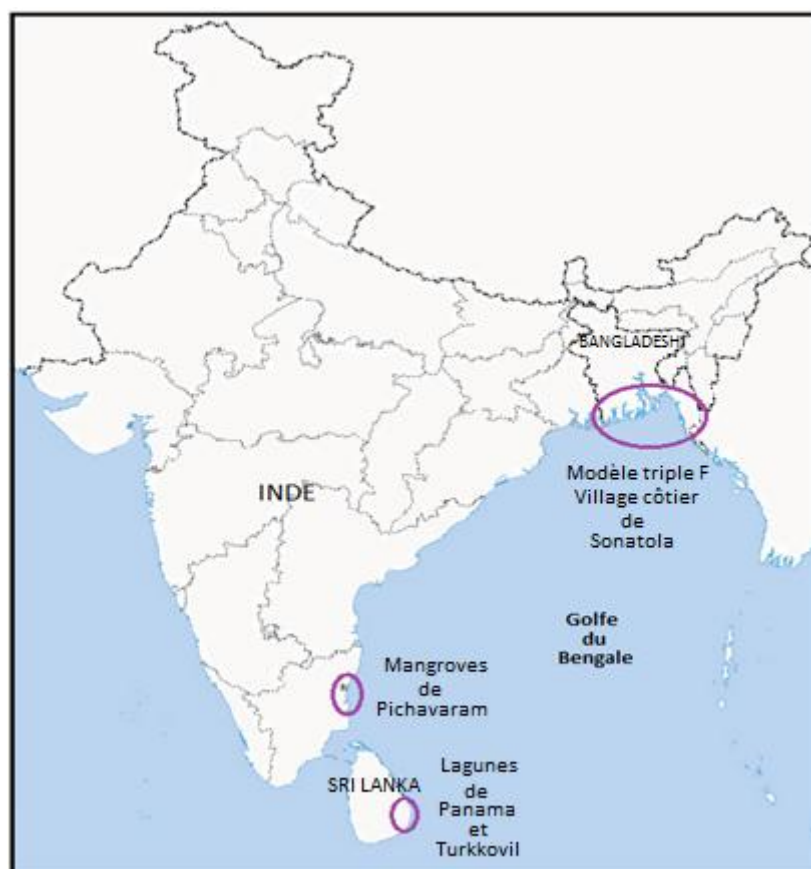 BANGLADESH
Modèle triple F
Village côtier
de
Sonatola
INDE
Golfe
du
Bengale
Mangroves
de
Pichavaram
SRI LANKA
Lagunes
de
Panama
et
Turkkovil